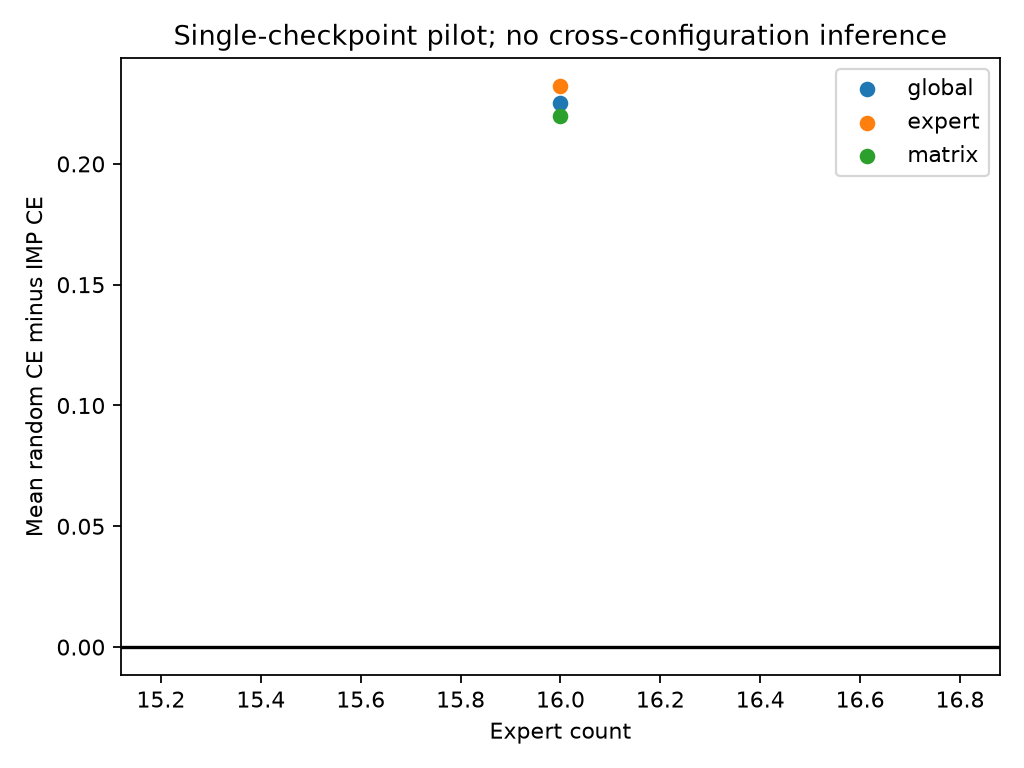 Single-checkpoint pilot; no cross-configuration inference
global
expert
matrix
Mean random CE minus IMP CE
0.20
0.15
0.10
0.05
0.00
15.2 15.4 15.6 15.8 16.0 16.2 16.4 16.6 16.8
Expert count